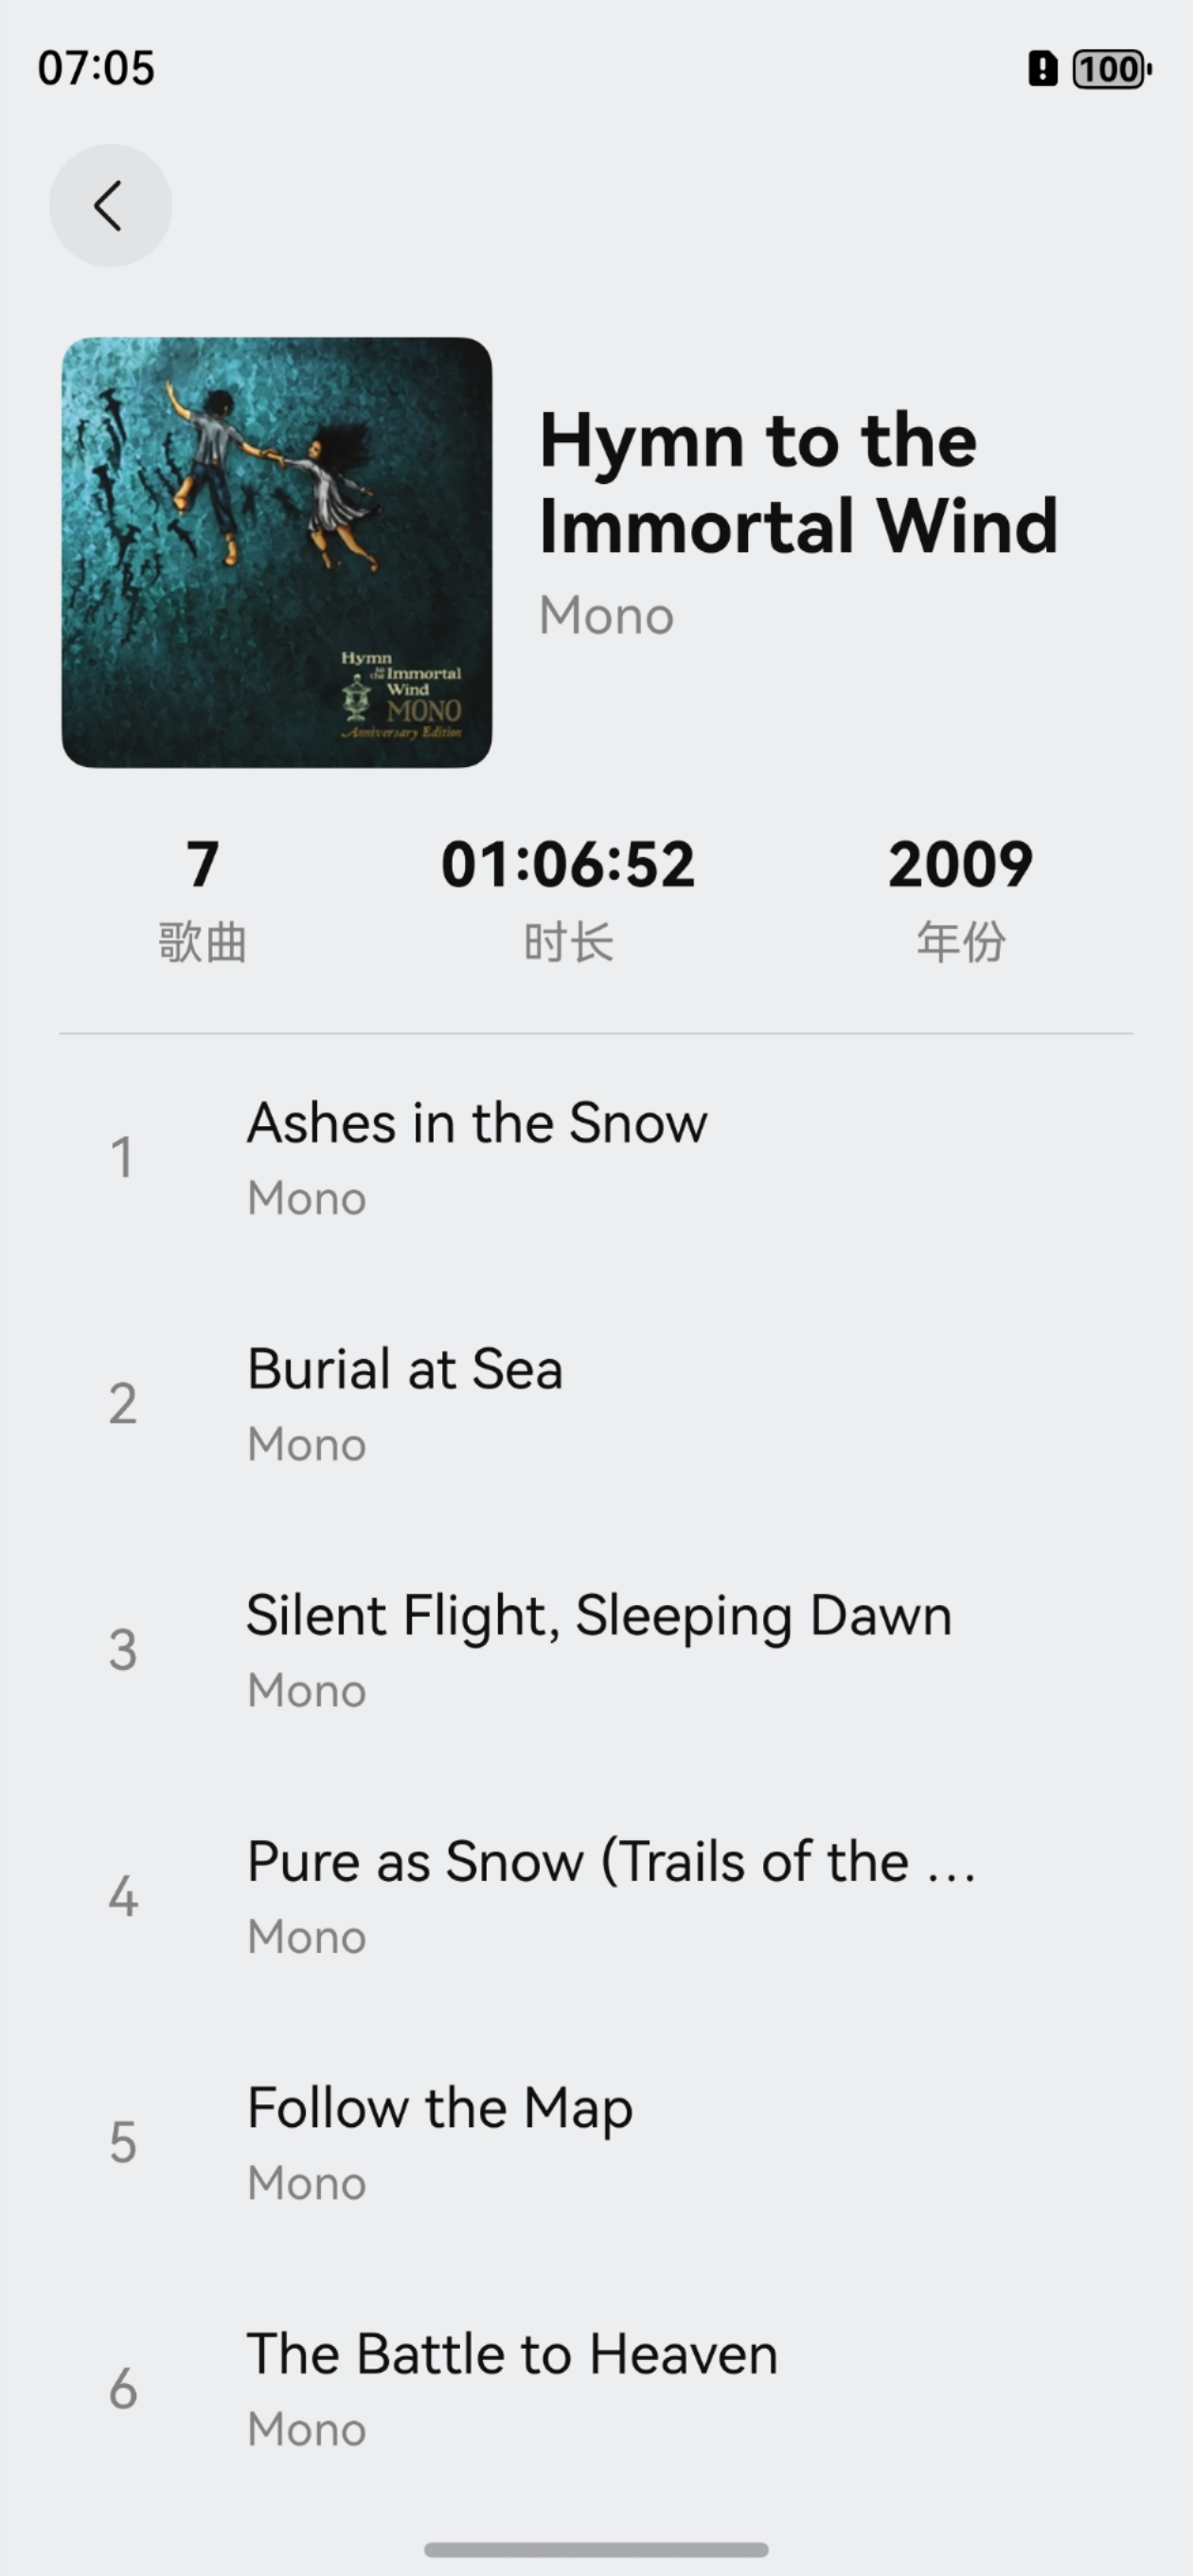 07:05
100
Hymn to the
Immortal Wind
Mono
Hymn
to the Immortal
Wind
MONO
Anniversary Edition
7 01:06:52 2009
歌曲 时长 年份
1 Ashes in the Snow
Mono
2 Burial at Sea
Mono
3 Silent Flight, Sleeping Dawn
Mono
4 Pure as Snow (Trails of the ...
Mono
5 Follow the Map
Mono
6 The Battle to Heaven
Mono